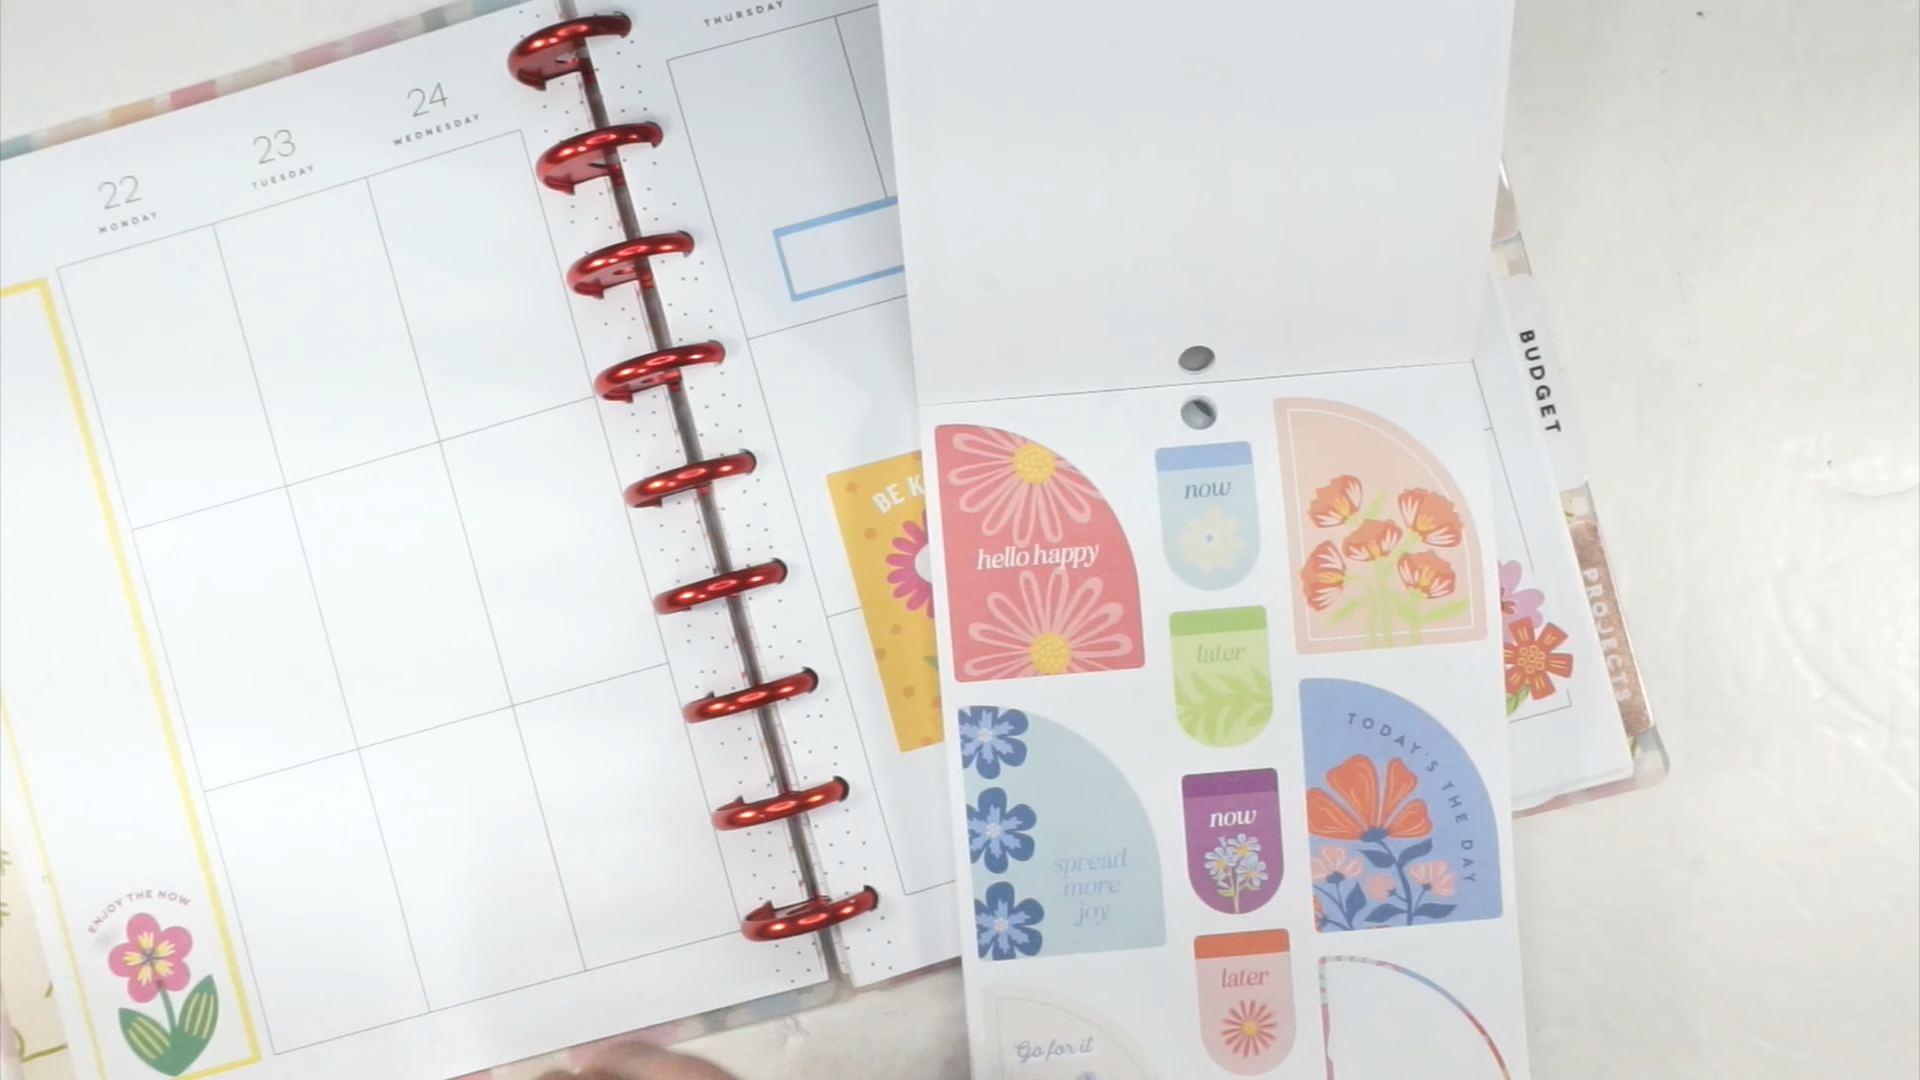 22
MONDAY
23
TUESDAY
24
WEDNESDAY
THURSDAY
ENJOY THE NOW
BE
hello happy
now
later
spread
more
joy
now
TODAY'S THE DAY
later
Go for it
BUDGET
PROJECTS